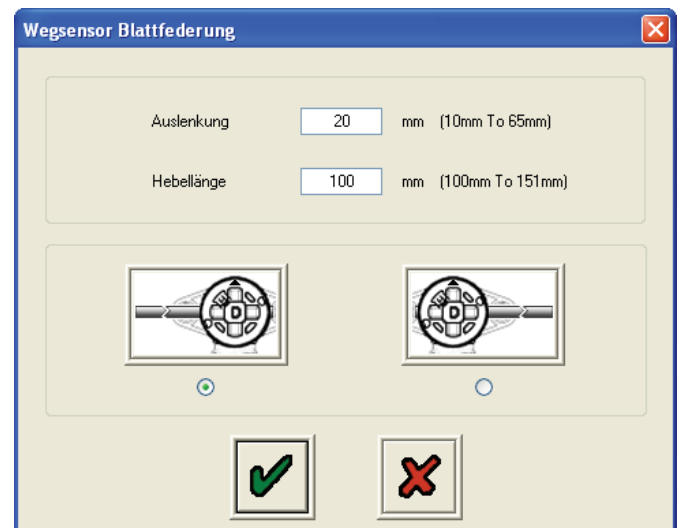 Wegsensor Blattfederung
Auslenkung 20 mm (10mm To 65mm)
Hebellänge 100 mm (100mm To 151mm)
D D